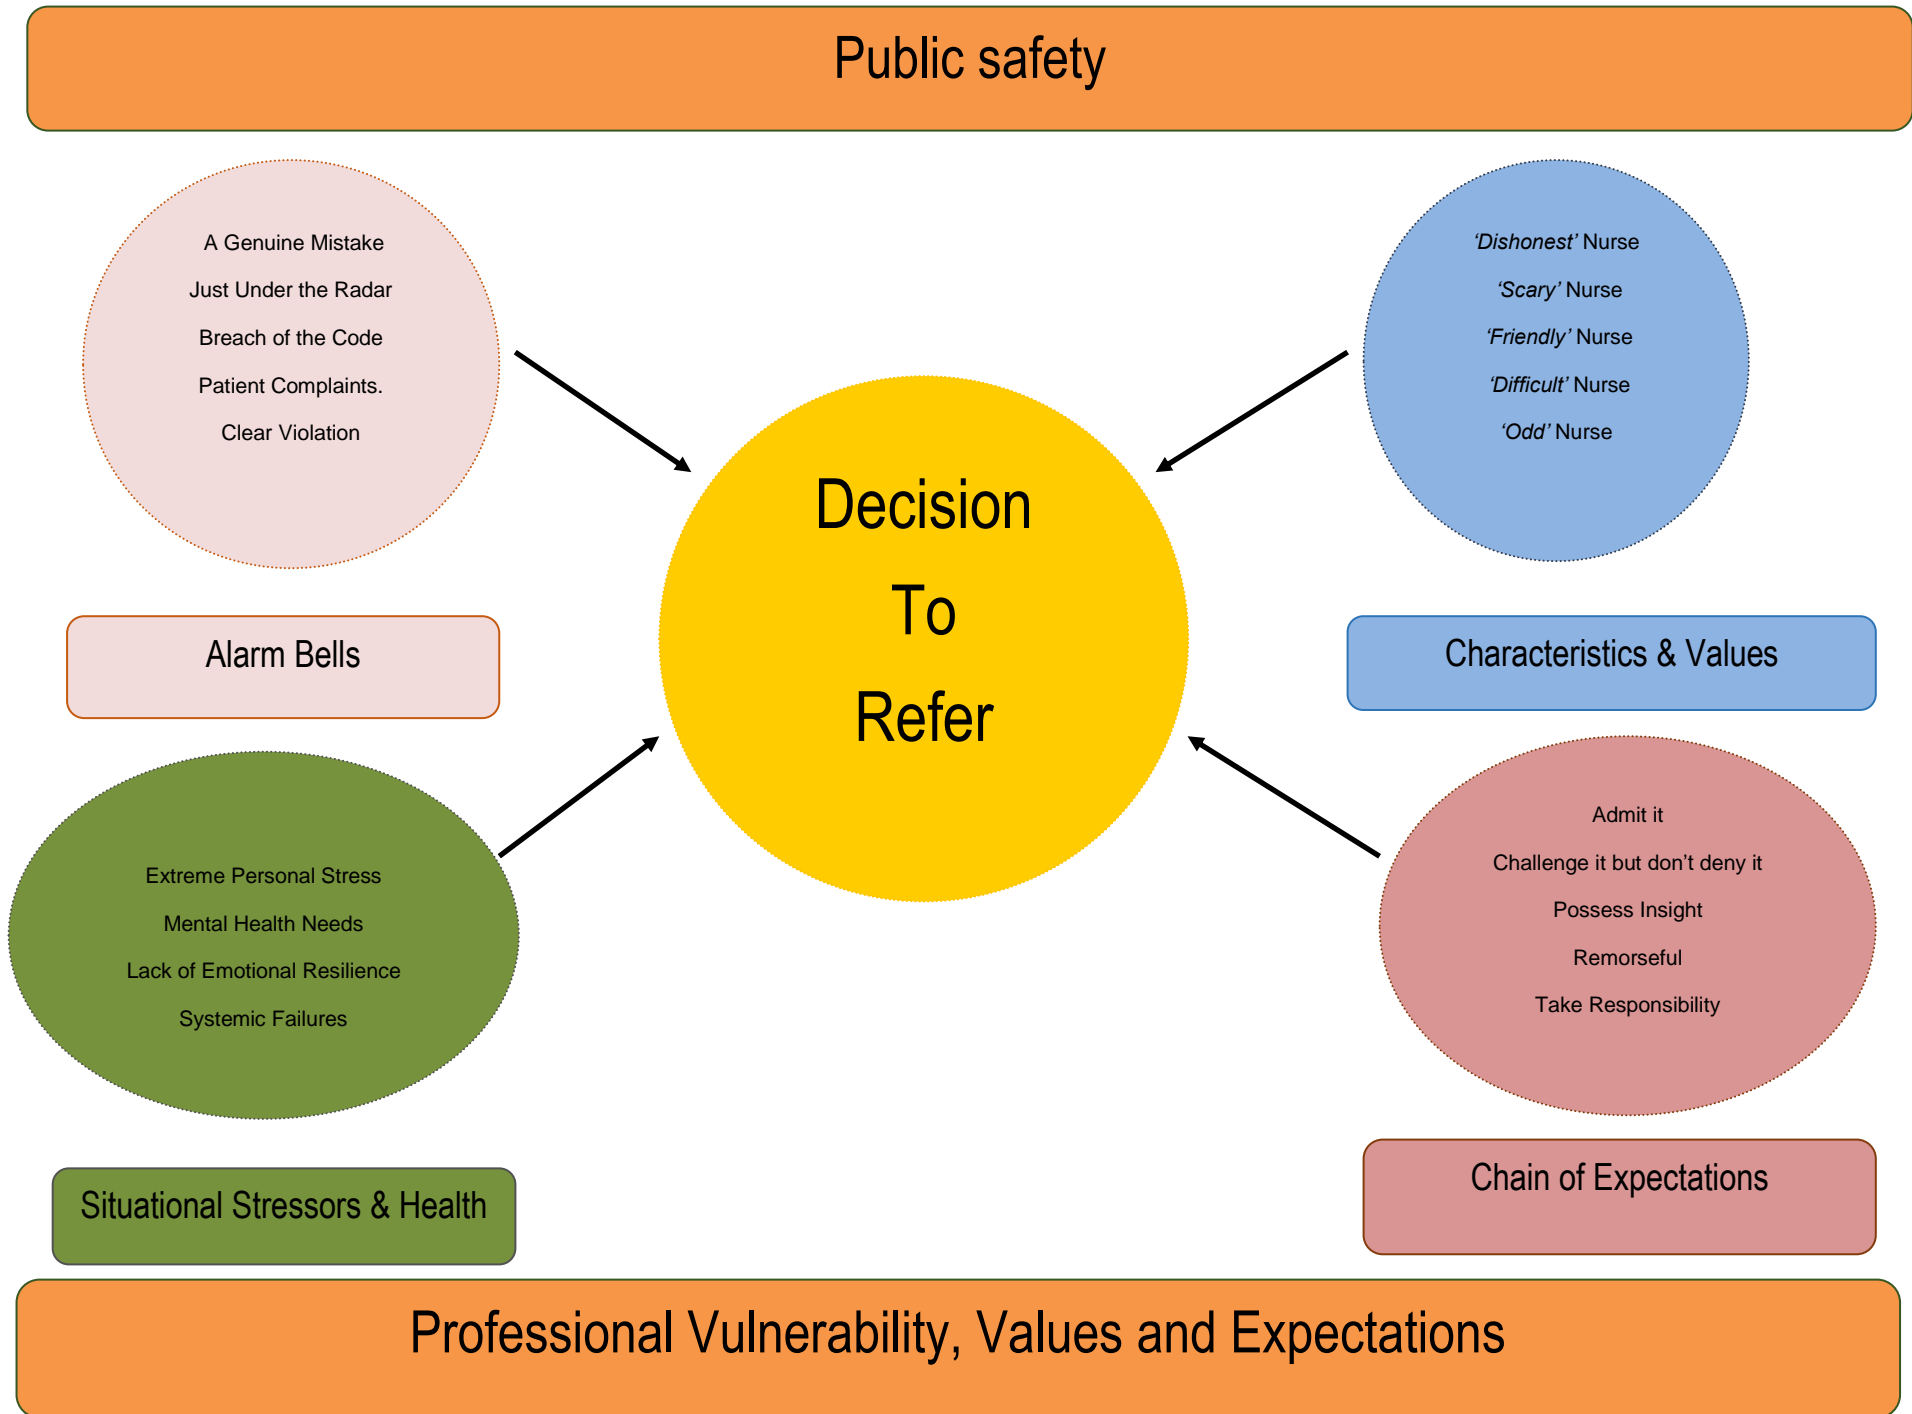 Public safety
A Genuine Mistake
Just Under the Radar
Breach of the Code
Patient Complaints.
Clear Violation
Alarm Bells
‘Dishonest’ Nurse
‘Scary’ Nurse
‘Friendly’ Nurse
‘Difficult’ Nurse
‘Odd’ Nurse
Characteristics & Values
Decision
To
Refer
Extreme Personal Stress
Mental Health Needs
Lack of Emotional Resilience
Systemic Failures
Situational Stressors & Health
Admit it
Challenge it but don’t deny it
Possess Insight
Remorseful
Take Responsibility
Chain of Expectations
Professional Vulnerability, Values and Expectations